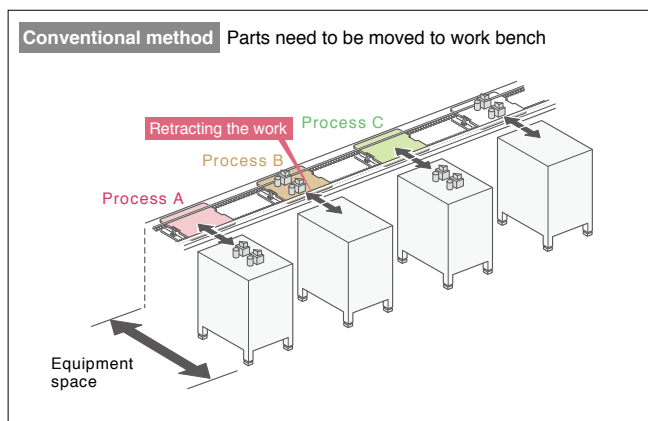 Conventional method Parts need to be moved to work bench
Process C
Retracting the work
Process B
Process A
Equipment
space